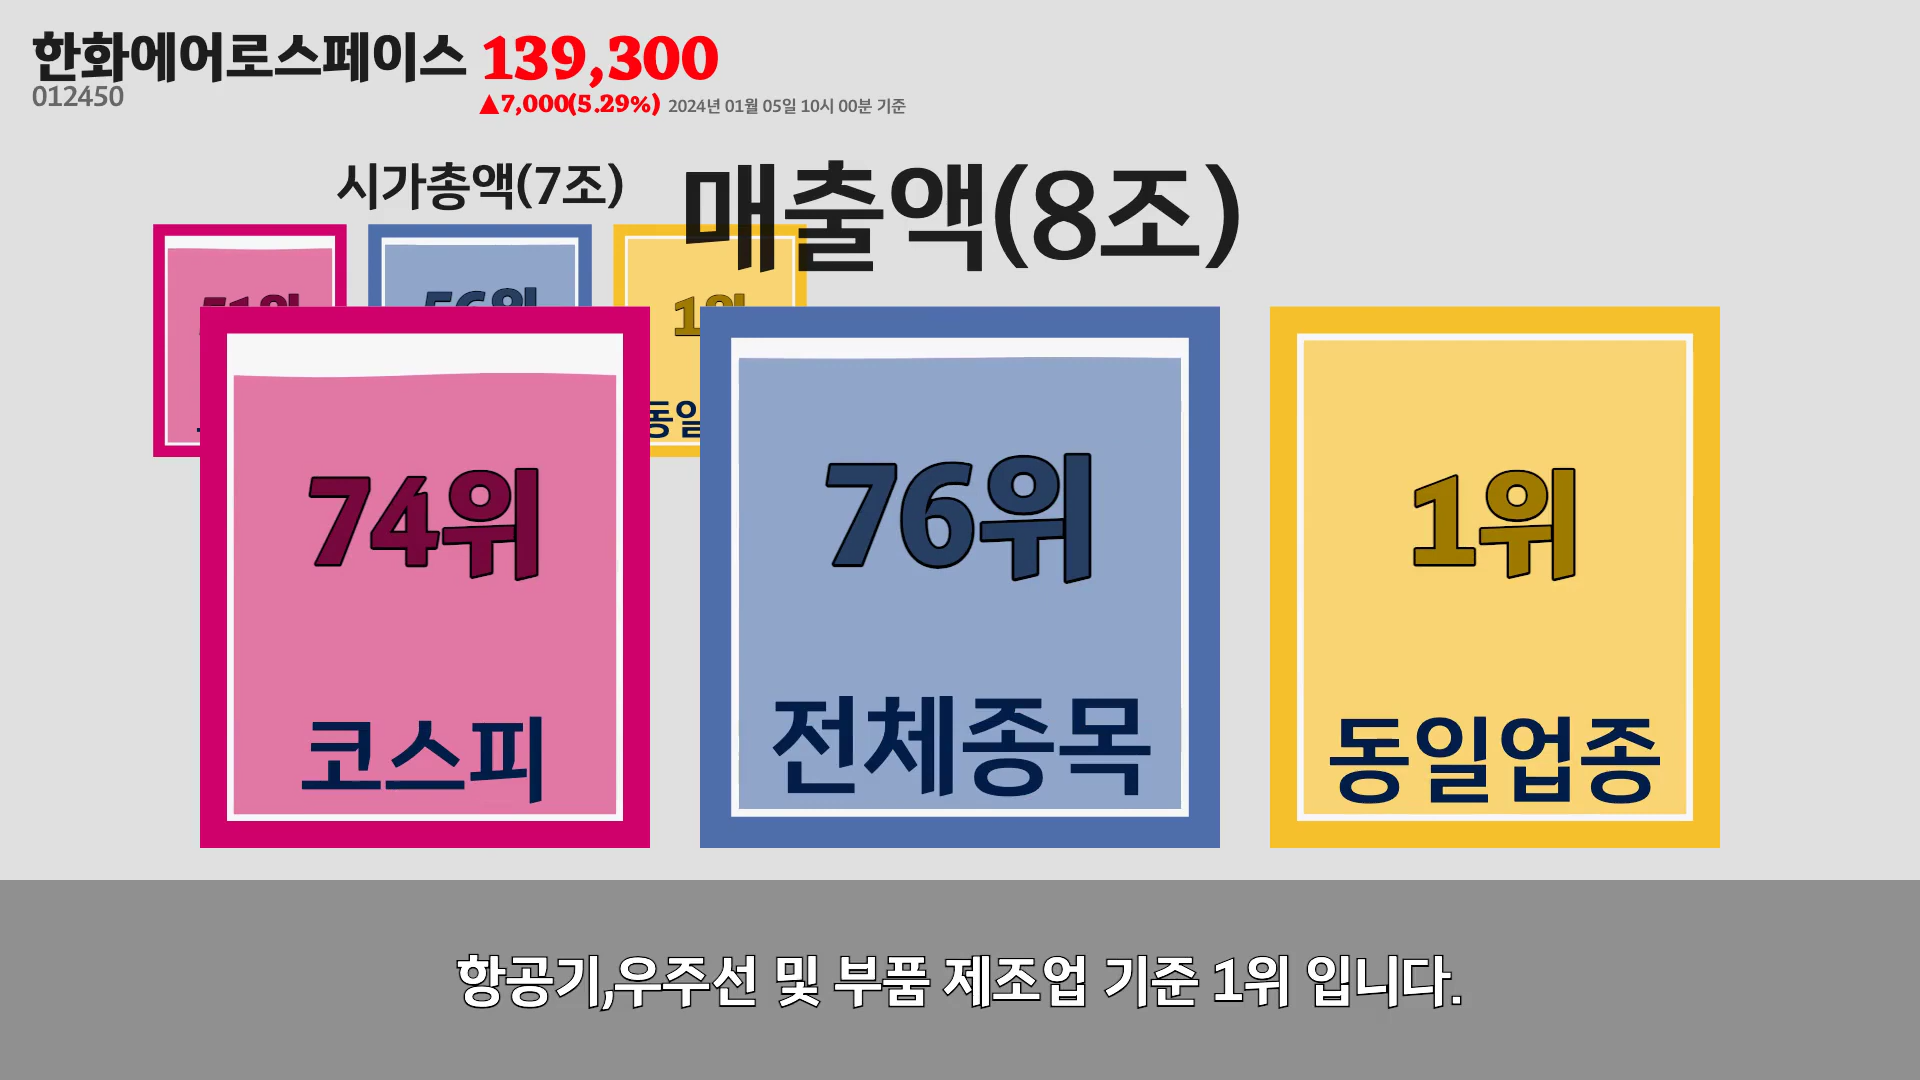 한화에어로스페이스 139,300
012450
▲7,000(5.29%) 2024년 01월 05일 10시 00분 기준
시가총액(7조)
매출액(8조)
74위
76위
1위
코스피
전체종목
동일업종
항공기,우주선 및 부품 제조업 기준 1위 입니다.